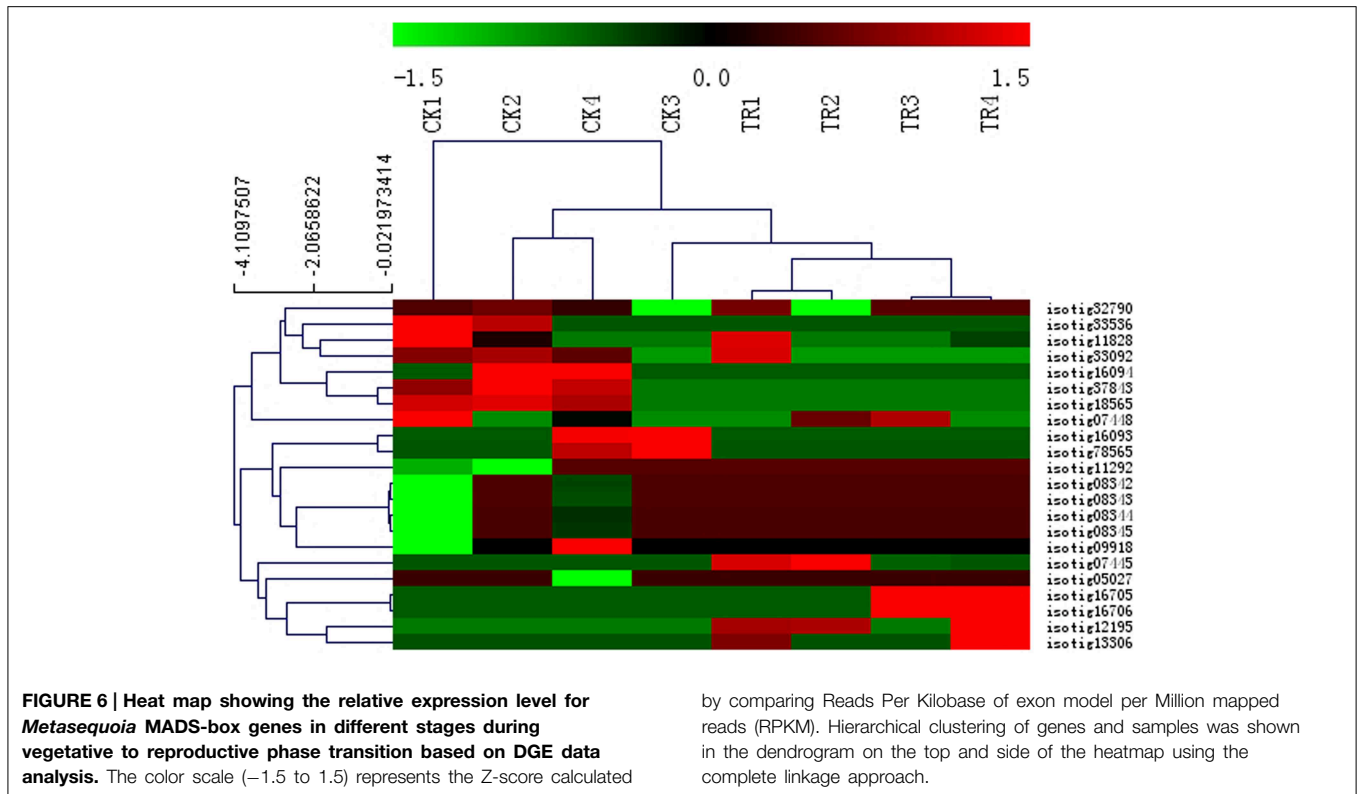 -1.5 0.0 1.5
CK1 CK2 CK4 CK3 TR1 TR2 TR3 TR4
-4.1097507
-2.0658622
-0.021973414
isotig32790
isotig33536
isotig11828
isotig33092
isotig16094
isotig37843
isotig18565
isotig07448
isotig16093
isotig78565
isotig11292
isotig08342
isotig08343
isotig08344
isotig08345
isotig09918
isotig07445
isotig05027
isotig16705
isotig16706
isotig12195
isotig13306
FIGURE 6 | Heat map showing the relative expression level for
Metasequoia MADS-box genes in different stages during
vegetative to reproductive phase transition based on DGE data
analysis. The color scale (−1.5 to 1.5) represents the Z-score calculated
by comparing Reads Per Kilobase of exon model per Million mapped
reads (RPKM). Hierarchical clustering of genes and samples was shown
in the dendrogram on the top and side of the heatmap using the
complete linkage approach.